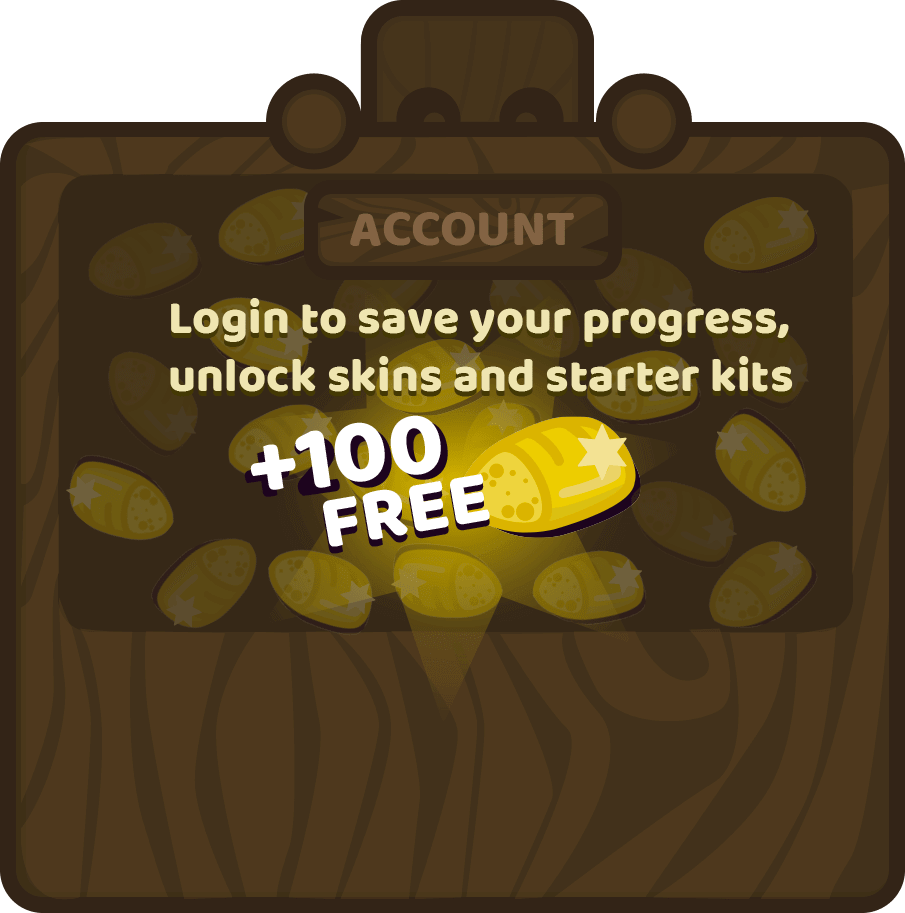 ACCOUNT
Login to save your progress,
unlock skins and starter kits
+100
FREE